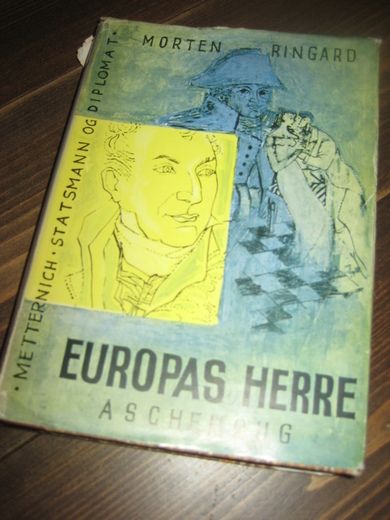 MORTEN RINGARD
• METTERNICH • STATSMANN OG DIPLOMAT •
EUROPAS HERRE
ASCHEHOUG